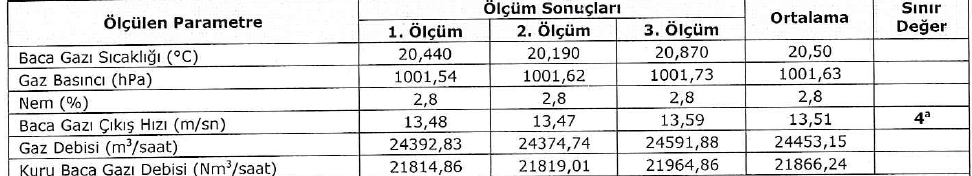 Ölçülen Parametre Ölçüm Sonuçları Ortalama Sınır Değer
1. Ölçüm 2. Ölçüm 3. Ölçüm
Baca Gazı Sıcaklığı (°C) 20,440 20,190 20,870 20,50
Gaz Basıncı (hPa) 1001,54 1001,62 1001,73 1001,63
Nem (%) 2,8 2,8 2,8 2,8
Baca Gazı Çıkış Hızı (m/sn) 13,48 13,47 13,59 13,51 4ª
Gaz Debisi (m³/saat) 24392,83 24374,74 24591,88 24453,15
Kuru Baca Gazı Debisi (Nm³/saat) 21814,86 21819,01 21964,86 21866,24